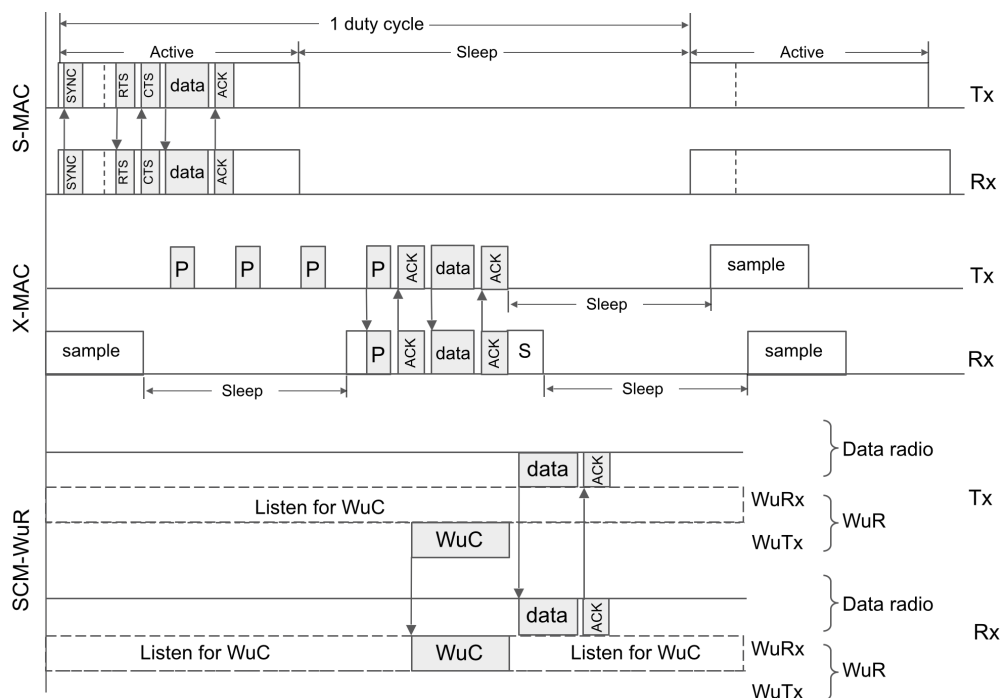 1 duty cycle
Active
Sleep
Active
S-MAC
SYNC
RTS
CTS
data
ACK
Tx
SYNC
RTS
CTS
data
ACK
Rx
X-MAC
P
P
P
P
ACK
data
ACK
sample
Tx
Sleep
sample
P
ACK
data
ACK
S
sample
Rx
Sleep
Sleep
SCM-WuR
Data radio
data
ACK
Listen for WuC
WuRx
Tx
WuR
WuC
WuTx
Data radio
data
ACK
Rx
Listen for WuC
WuC
Listen for WuC
WuRx
WuR
WuTx